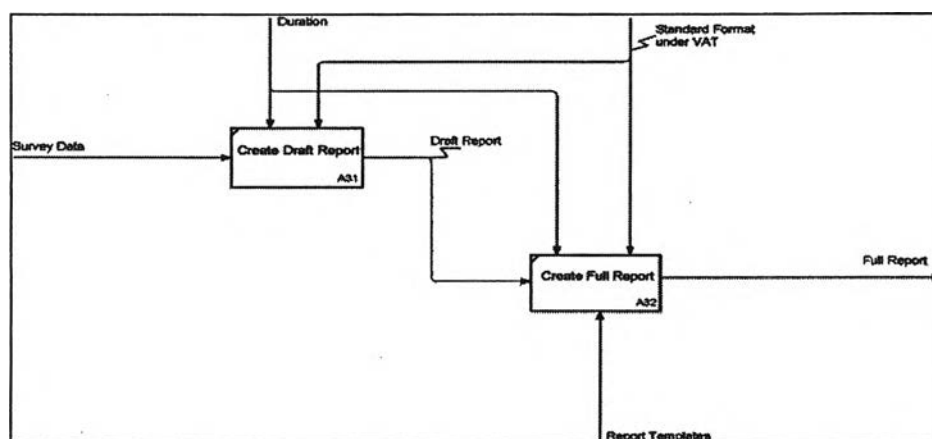 Duration
Standard Format
under VAT
Survey Data
Create Draft Report
A31
Draft Report
Create Full Report
A32
Full Report
Report Templates